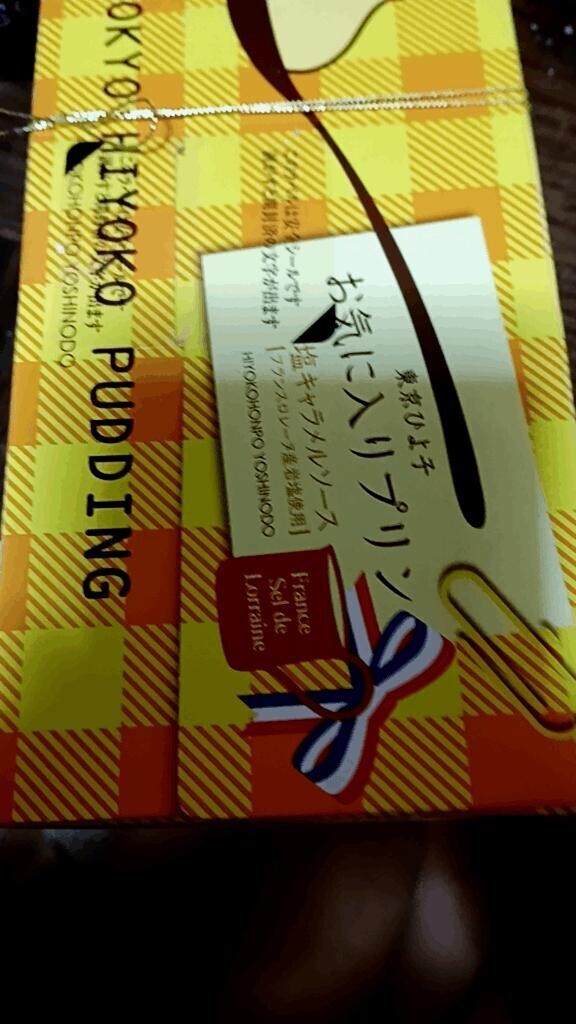 TOKYO HIYOKO PUDDING
HIYOKOHONPO YOSHINODO
東京ひよ子
お気に入りプリン
塩キャラメルソース
[フランスロレーヌ産岩塩使用]
HIYOKOHONPO YOSHINODO
France
Sel de
Lorraine